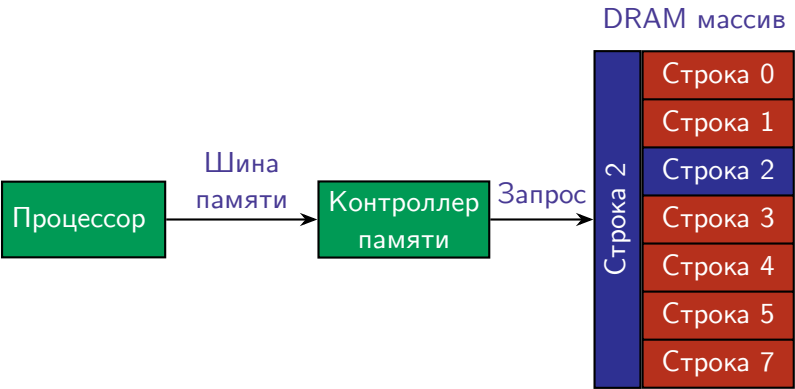 DRAM массив
Процессор
Шина
памяти
Контроллер
памяти
Запрос
Строка 2
Строка 0
Строка 1
Строка 2
Строка 3
Строка 4
Строка 5
Строка 7